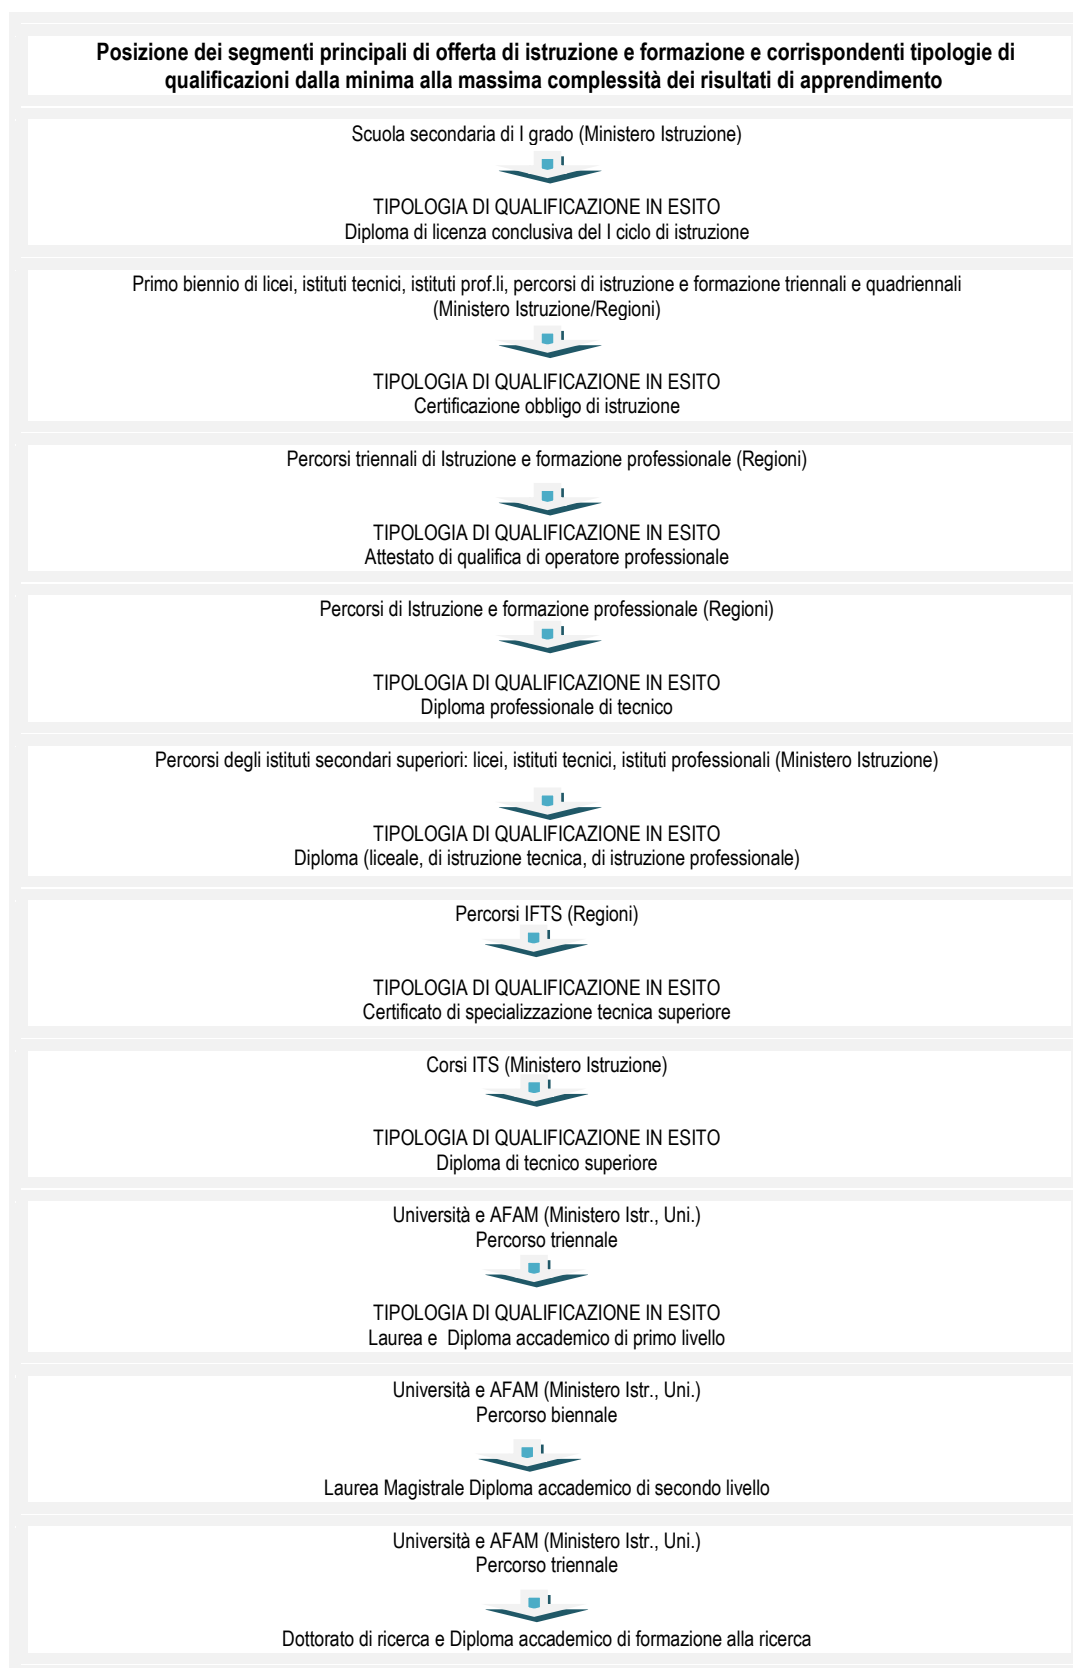 Posizione dei segmenti principali di offerta di istruzione e formazione e corrispondenti tipologie di
qualificazioni dalla minima alla massima complessità dei risultati di apprendimento
Scuola secondaria di I grado (Ministero Istruzione)
TIPOLOGIA DI QUALIFICAZIONE IN ESITO
Diploma di licenza conclusiva del I ciclo di istruzione
Primo biennio di licei, istituti tecnici, istituti prof.li, percorsi di istruzione e formazione triennali e quadriennali
(Ministero Istruzione/Regioni)
TIPOLOGIA DI QUALIFICAZIONE IN ESITO
Certificazione obbligo di istruzione
Percorsi triennali di Istruzione e formazione professionale (Regioni)
TIPOLOGIA DI QUALIFICAZIONE IN ESITO
Attestato di qualifica di operatore professionale
Percorsi di Istruzione e formazione professionale (Regioni)
TIPOLOGIA DI QUALIFICAZIONE IN ESITO
Diploma professionale di tecnico
Percorsi degli istituti secondari superiori: licei, istituti tecnici, istituti professionali (Ministero Istruzione)
TIPOLOGIA DI QUALIFICAZIONE IN ESITO
Diploma (liceale, di istruzione tecnica, di istruzione professionale)
Percorsi IFTS (Regioni)
TIPOLOGIA DI QUALIFICAZIONE IN ESITO
Certificato di specializzazione tecnica superiore
Corsi ITS (Ministero Istruzione)
TIPOLOGIA DI QUALIFICAZIONE IN ESITO
Diploma di tecnico superiore
Università e AFAM (Ministero Istr., Uni.)
Percorso triennale
TIPOLOGIA DI QUALIFICAZIONE IN ESITO
Laurea e Diploma accademico di primo livello
Università e AFAM (Ministero Istr., Uni.)
Percorso biennale
Laurea Magistrale Diploma accademico di secondo livello
Università e AFAM (Ministero Istr., Uni.)
Percorso triennale
Dottorato di ricerca e Diploma accademico di formazione alla ricerca